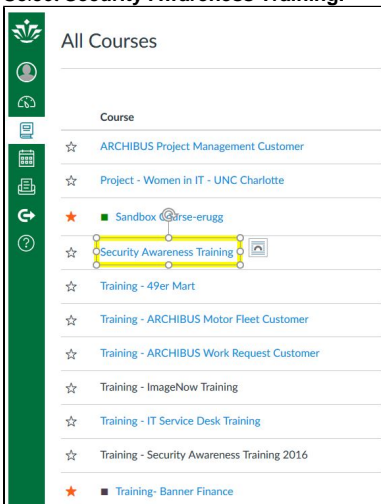 Select Security Awareness Training.
All Courses
Course
ARCHIBUS Project Management Customer
Project - Women in IT - UNC Charlotte
Sandbox Course-erugg
Security Awareness Training
Training - 49er Mart
Training - ARCHIBUS Motor Fleet Customer
Training - ARCHIBUS Work Request Customer
Training - ImageNow Training
Training - IT Service Desk Training
Training - Security Awareness Training 2016
Training- Banner Finance